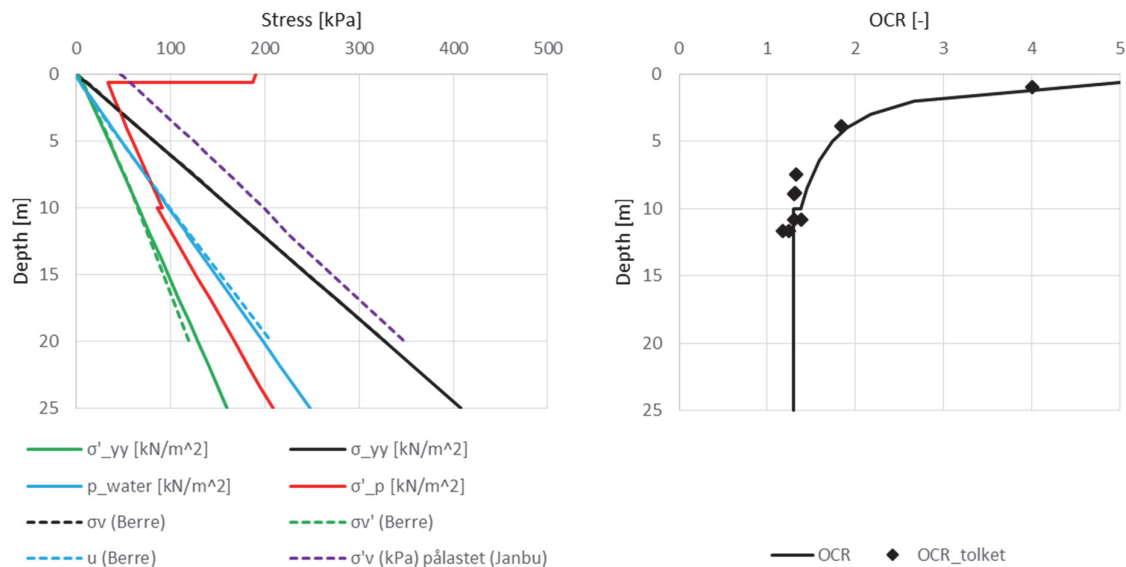 Stress [kPa]
0 100 200 300 400 500
Depth [m]
0
5
10
15
20
25
σ'_yy [kN/m^2]
σ_yy [kN/m^2]
p_water [kN/m^2]
σ'_p [kN/m^2]
σv (Berre)
σv' (Berre)
u (Berre)
σ'v (kPa) pålastet (Janbu)
OCR [-]
0 1 2 3 4 5
Depth [m]
0
5
10
15
20
25
OCR
OCR_tolket